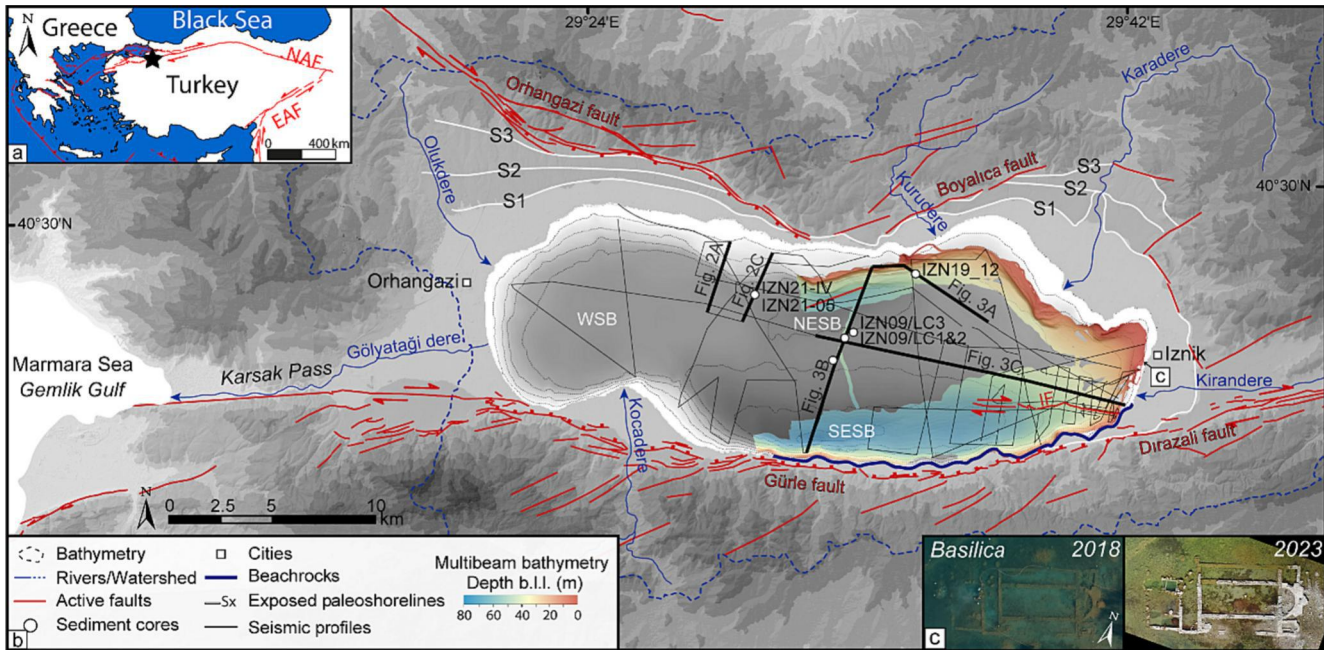 29°24'E
29°42'E
N
Greece
Black Sea
NAF
Turkey
EAF
0
400 km
a
Orhangazi fault
Karadere
S3
S2
S1
Olukdere
Kurudere
Boyalıca fault
S3
S2
S1
40°30'N
40°30'N
Orhangazi
Fig. 2A
Fig. 2C
IZN19_12
IZN21-IV
IZN21-05
Fig. 3A
WSB
NESB
IZN09/LC3
IZN09/LC1&2
Iznik
C
Marmara Sea
Gemlik Gulf
Gölyataği dere
Karsak Pass
Fig. 3B
Fig. 3C
Kirandere
IF
Kocadere
SESB
Dırazali fault
Gürle fault
N
0 2.5 5 10
km
Bathymetry
Rivers/Watershed
Active faults
Sediment cores
Cities
Beachrocks
Sx Exposed paleoshorelines
Seismic profiles
Multibeam bathymetry
Depth b.l.l. (m)
80 60 40 20 0
b
Basilica 2018
2023
N
C